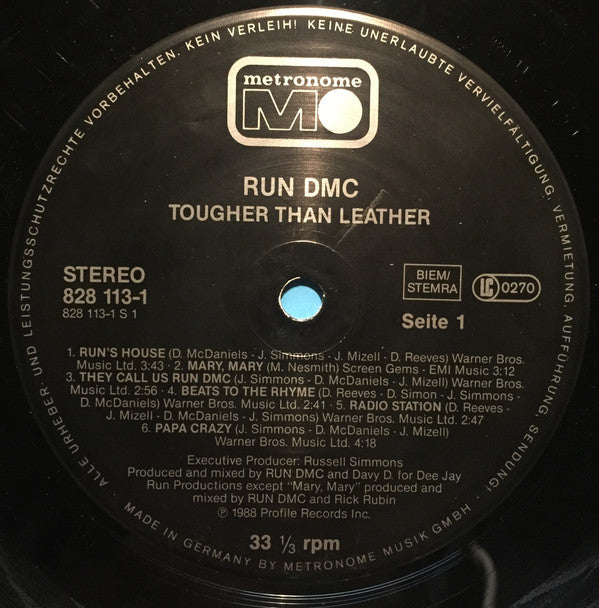 ALLE URHEBER- UND LEISTUNGSSCHUTZRECHTE VORBEHALTEN. KEIN VERLEIH! KEINE UNERLAUBTE VERVIELFÄLTIGUNG, VERMIETUNG, AUFFÜHRUNG, SENDUNG!
metronome
M
RUN DMC
TOUGHER THAN LEATHER
STEREO
828 113-1
828 113-1 S 1
BIEM/
STEMRA
LC 0270
Seite 1
1. RUN'S HOUSE (D. McDaniels - J. Simmons - J. Mizell - D. Reeves) Warner Bros.
Music Ltd. 3:43 · 2. MARY, MARY (M. Nesmith) Screen Gems - EMI Music 3:12
3. THEY CALL US RUN DMC (J. Simmons - D. McDaniels - J. Mizell) Warner Bros.
Music Ltd. 2:56 · 4. BEATS TO THE RHYME (D. Reeves - D. Simon - J. Simmons -
D. McDaniels) Warner Bros. Music Ltd. 2:41 · 5. RADIO STATION (D. Reeves -
J. Mizell - D. McDaniels - J. Simmons) Warner Bros. Music Ltd. 2:47
6. PAPA CRAZY (J. Simmons - D. McDaniels - J. Mizell)
Warner Bros. Music Ltd. 4:18
Executive Producer: Russell Simmons
Produced and mixed by RUN DMC and Davy D. for Dee Jay
Run Productions except "Mary, Mary" produced and
mixed by RUN DMC and Rick Rubin
℗ 1988 Profile Records Inc.
33 ⅓ rpm
MADE IN GERMANY BY METRONOME MUSIK GMBH ·